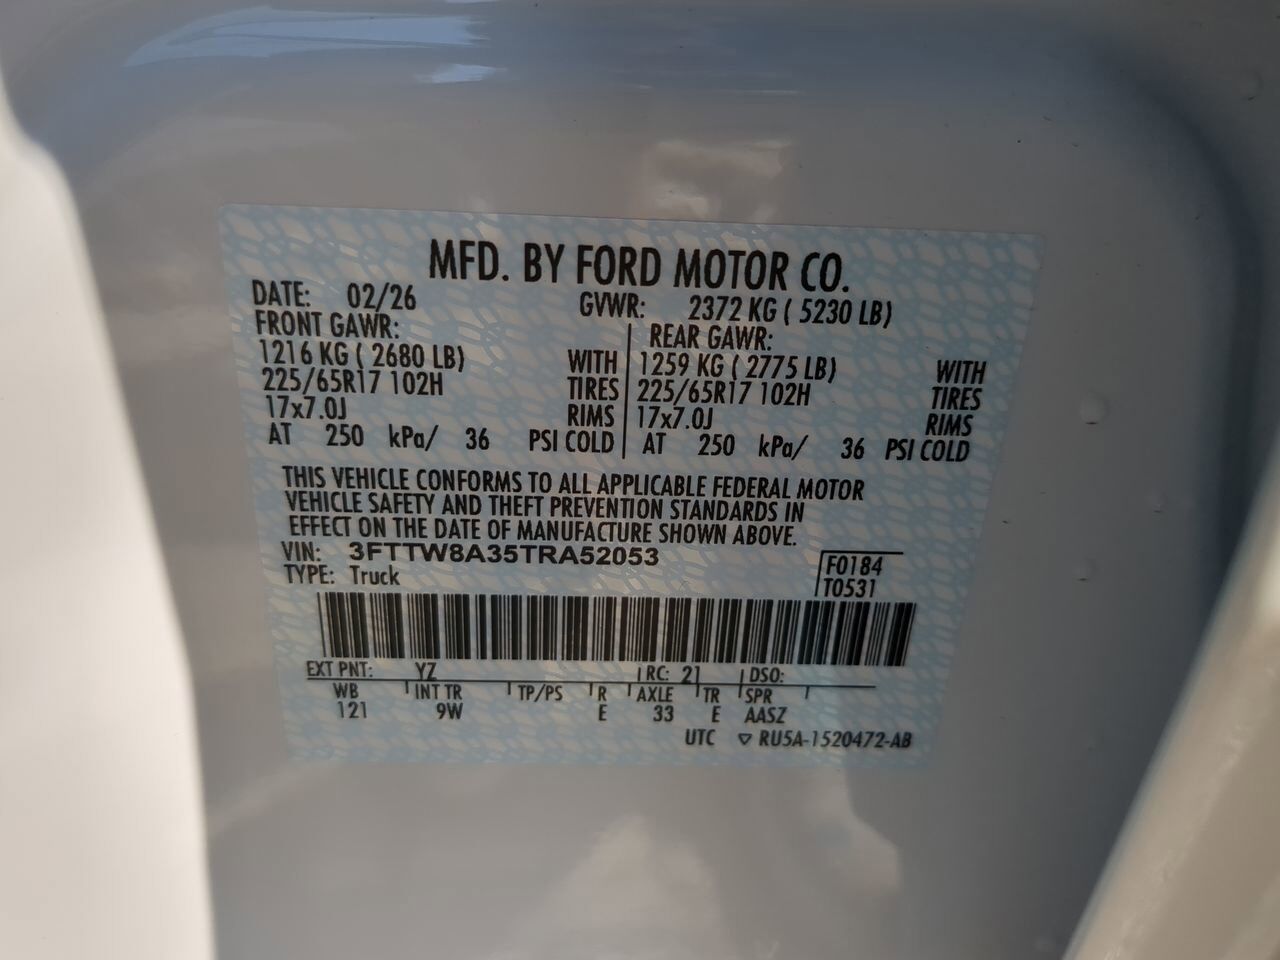 MFD. BY FORD MOTOR CO.
DATE: 02/26 GVWR: 2372 KG ( 5230 LB)
FRONT GAWR: REAR GAWR:
1216 KG ( 2680 LB) WITH 1259 KG ( 2775 LB) WITH
225/65R17 102H TIRES 225/65R17 102H TIRES
17x7.0J RIMS 17x7.0J RIMS
AT 250 kPa/ 36 PSI COLD AT 250 kPa/ 36 PSI COLD
THIS VEHICLE CONFORMS TO ALL APPLICABLE FEDERAL MOTOR
VEHICLE SAFETY AND THEFT PREVENTION STANDARDS IN
EFFECT ON THE DATE OF MANUFACTURE SHOWN ABOVE.
VIN: 3FTTW8A35TRA52053 F0184
TYPE: Truck T0531
EXT PNT: YZ RC: 21 DSO:
WB INT TR TP/PS R AXLE TR SPR
121 9W E 33 E AASZ
UTC ▽ RU5A-1520472-AB